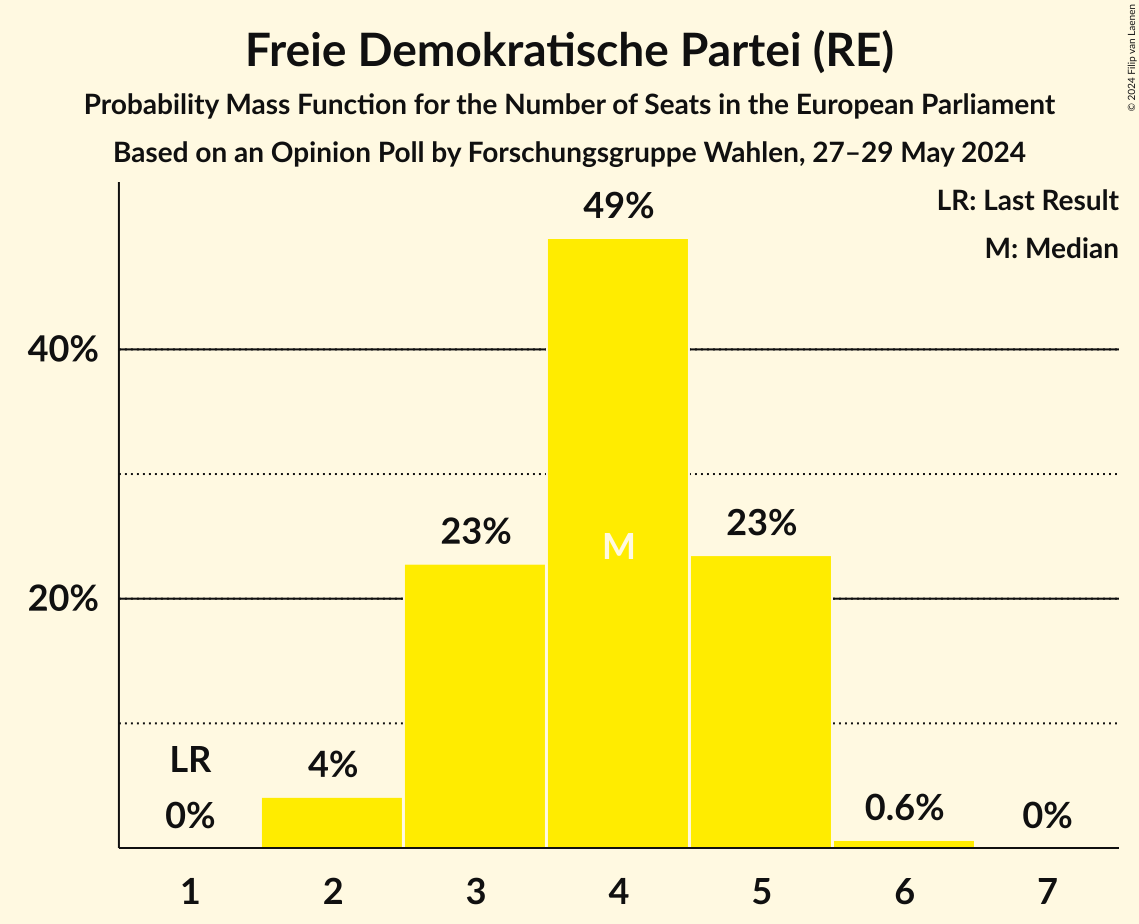 Freie Demokratische Partei (RE)
Probability Mass Function for the Number of Seats in the European Parliament
Based on an Opinion Poll by Forschungsgruppe Wahlen, 27–29 May 2024
© 2024 Filip van Laenen
LR: Last Result
M: Median
49%
40%
23%
23%
M
20%
LR
4%
0%
0.6%
0%
1 2 3 4 5 6 7